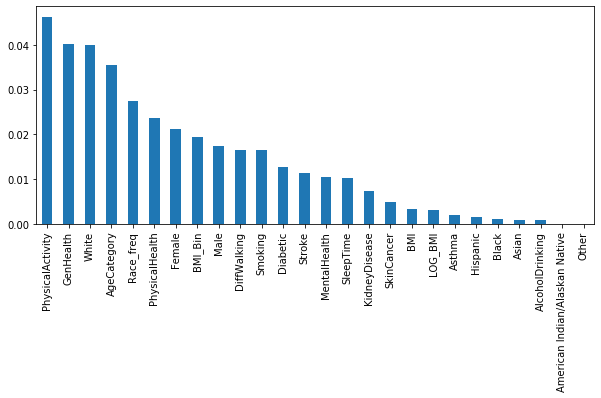 0.04
0.03
0.02
0.01
0.00
PhysicalActivity
GenHealth
White
AgeCategory
Race_freq
PhysicalHealth
Female
BMI_Bin
Male
DiffWalking
Smoking
Diabetic
Stroke
MentalHealth
SleepTime
KidneyDisease
SkinCancer
BMI
LOG_BMI
Asthma
Hispanic
Black
Asian
AlcoholDrinking
American Indian/Alaskan Native
Other